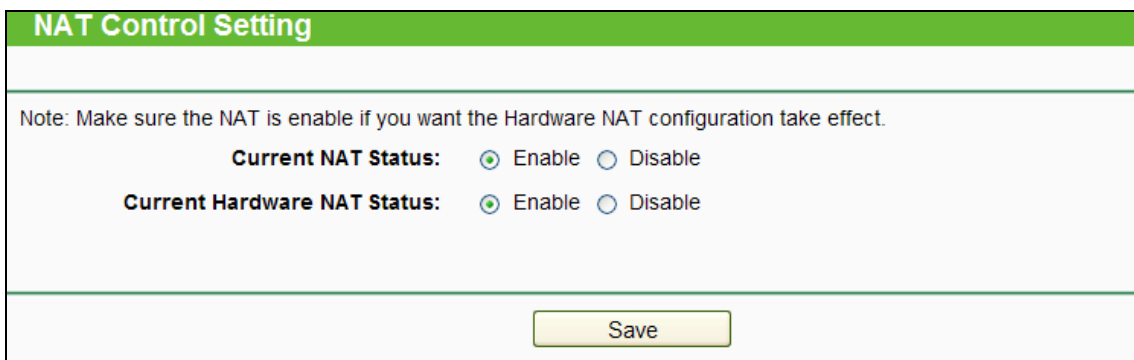 NAT Control Setting
Note: Make sure the NAT is enable if you want the Hardware NAT configuration take effect.
Current NAT Status: Enable Disable
Current Hardware NAT Status: Enable Disable
Save